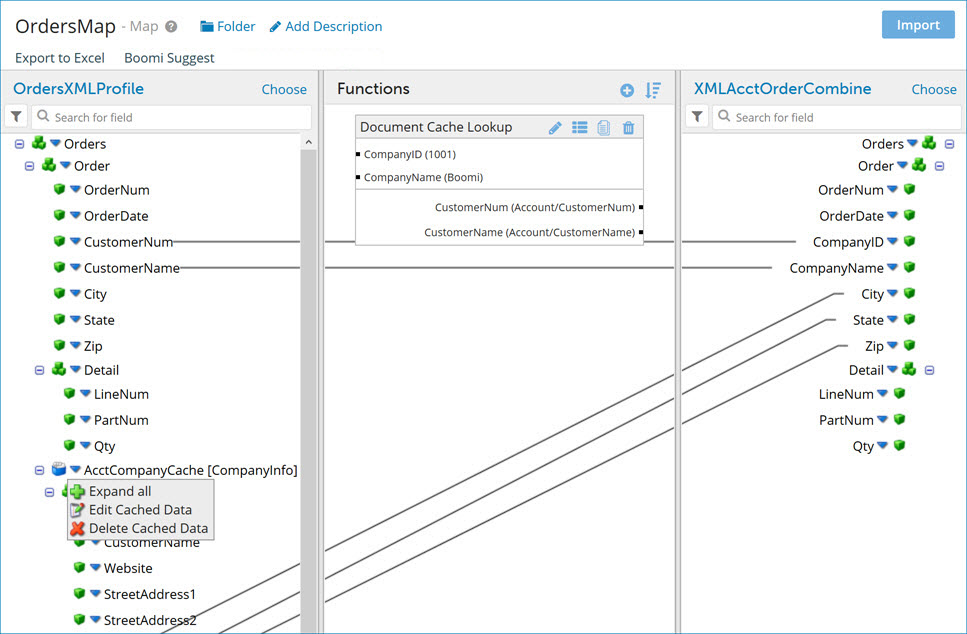 OrdersMap - Map ? Folder Add Description Import
Export to Excel Boomi Suggest
OrdersXMLProfile Choose
Search for field
Orders
Order
OrderNum
OrderDate
CustomerNum
CustomerName
City
State
Zip
Detail
LineNum
PartNum
Qty
AcctCompanyCache [CompanyInfo]
Expand all
Edit Cached Data
Delete Cached Data
CustomerName
Website
StreetAddress1
StreetAddress2
Functions
Document Cache Lookup
CompanyID (1001)
CompanyName (Boomi)
CustomerNum (Account/CustomerNum)
CustomerName (Account/CustomerName)
XMLAcctOrderCombine Choose
Search for field
Orders
Order
OrderNum
OrderDate
CompanyID
CompanyName
City
State
Zip
Detail
LineNum
PartNum
Qty